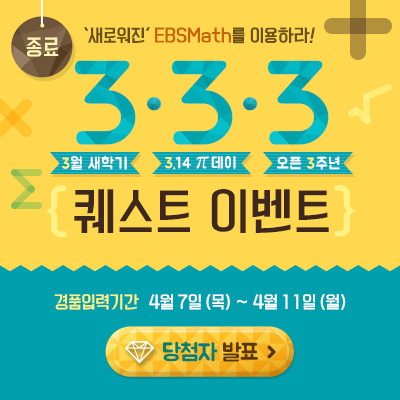 종료
‘새로워진’ EBSMath를 이용하라!
3·3·3
3월 새학기
3.14 π데이
오픈 3주년
{퀘스트 이벤트}
경품입력기간 4월 7일 (목) ~ 4월 11일 (월)
당첨자 발표 >